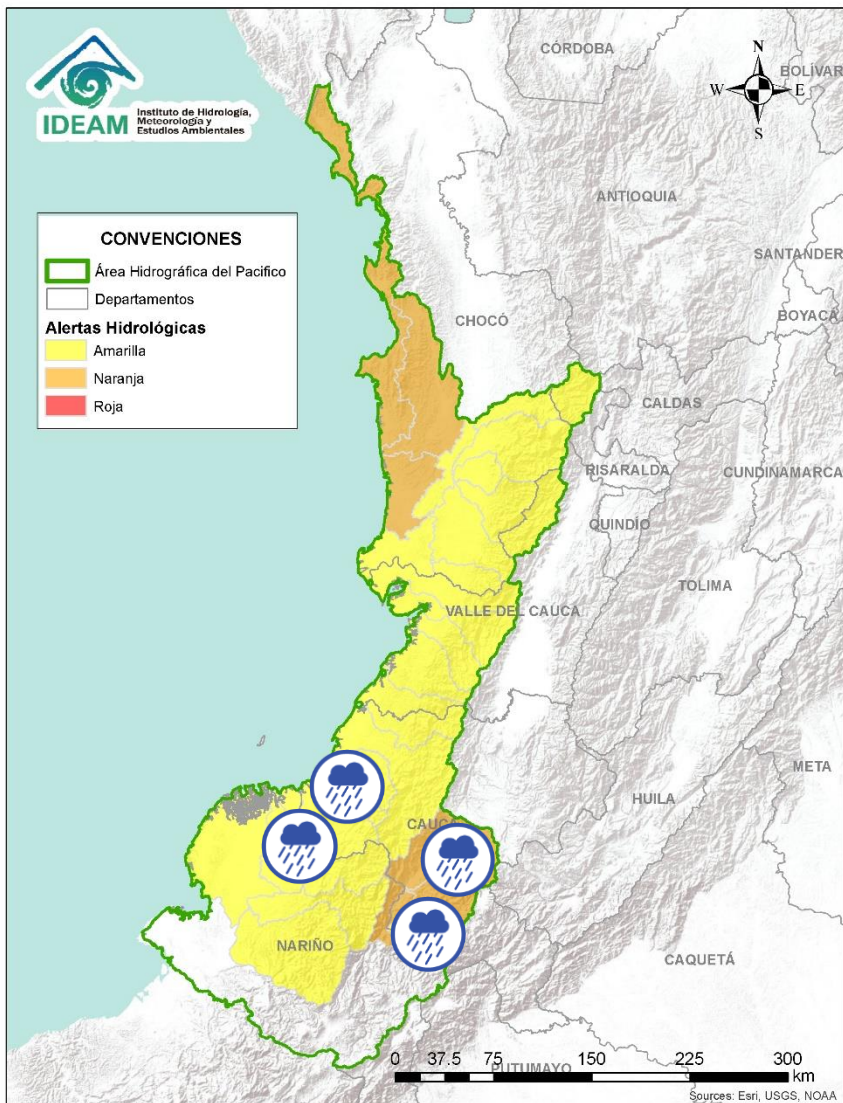 IDEAM
Instituto de Hidrología,
Meteorología y
Estudios Ambientales
CONVENCIONES
Área Hidrográfica del Pacifico
Departamentos
Alertas Hidrológicas
Amarilla
Naranja
Roja
N
W
E
S
CÓRDOBA
BOLÍVAR
ANTIOQUIA
SANTANDER
BOYACA
CHOCÓ
CALDAS
RISARALDA
CUNDINAMARCA
QUINDÍO
TOLIMA
VALLE DEL CAUCA
META
HUILA
CAUCA
NARIÑO
CAQUETÁ
PUTUMAYO
0 37.5 75 150 225 300
km
Sources: Esri, USGS, NOAA